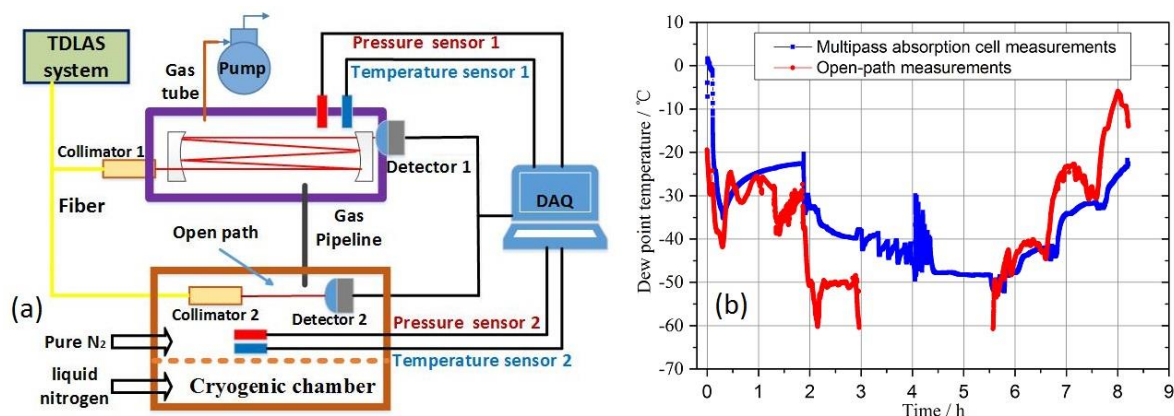 TDLAS
system
Pump
Gas
tube
Pressure sensor 1
Temperature sensor 1
Collimator 1
Detector 1
Fiber
DAQ
Gas
Pipeline
Open path
(a)
Collimator 2
Detector 2
Pressure sensor 2
Pure N₂
Temperature sensor 2
liquid
nitrogen
Cryogenic chamber
10
0
-10
-20
-30
-40
-50
-60
-70
Dew point temperature / ℃
Multipass absorption cell measurements
Open-path measurements
(b)
0 1 2 3 4 5 6 7 8 9
Time / h